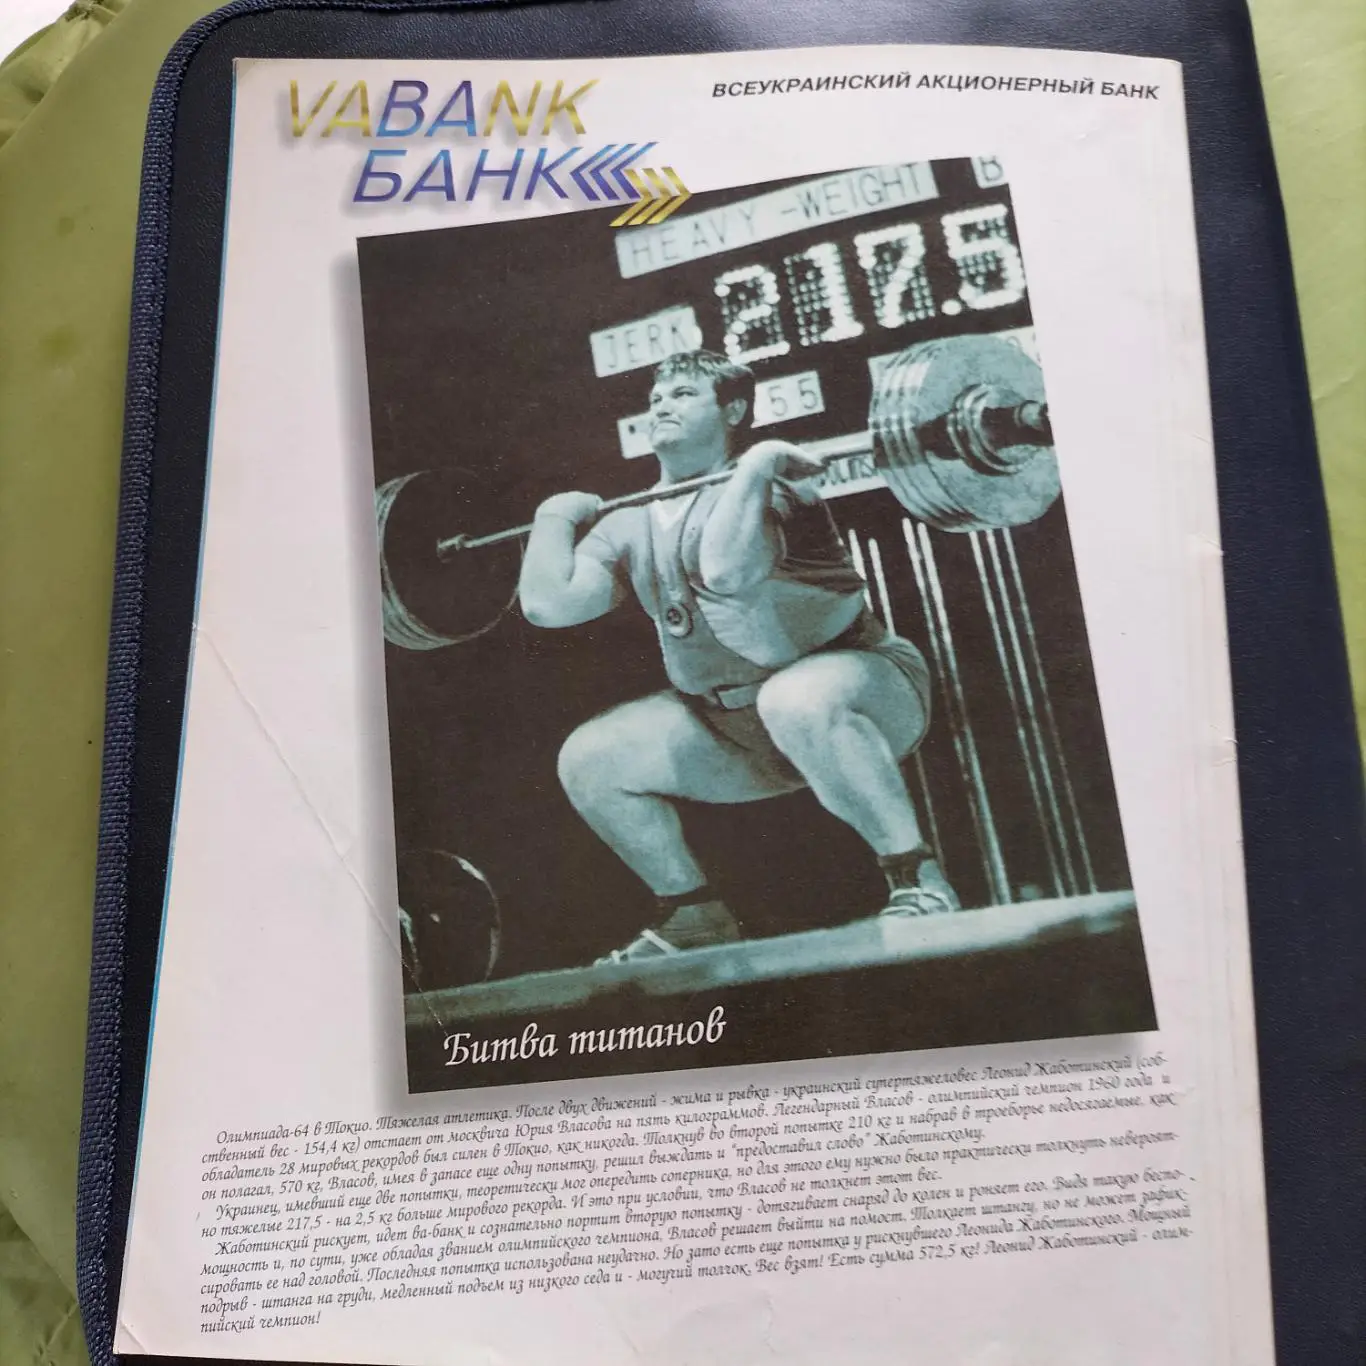 VABANK
БАНК
ВСЕУКРАИНСКИЙ АКЦИОНЕРНЫЙ БАНК
HEAVY-WEIGHT B
217.5
JERK
55
Битва титанов
Олимпиада-64 в Токио. Тяжелая атлетика. После двух движений - жима и рывка - украинский супертяжеловес Леонид Жаботинский (соб-
ственный вес - 154,4 кг) отстает от москвича Юрия Власова на пять килограммов. Легендарный Власов - олимпийский чемпион 1960 года и
обладатель 28 мировых рекордов был силен в Токио, как никогда. Толкнув во второй попытке 210 кг и набрав в троеборье недосягаемые, как
он полагал, 570 кг, Власов, имея в запасе еще одну попытку, решил выждать и "предоставил слово" Жаботинскому.
Украинец, имевший еще две попытки, теоретически мог опередить соперника, но для этого ему нужно было практически толкнуть невероят-
но тяжелые 217,5 - на 2,5 кг больше мирового рекорда. И это при условии, что Власов не толкнет этот вес.
Жаботинский рискует, идет ва-банк и сознательно портит вторую попытку - дотягивает снаряд до колен и роняет его. Видя такую беспо-
мощность и, по сути, уже обладая званием олимпийского чемпиона, Власов решает выйти на помост. Толкает штангу, но не может зафик-
сировать ее над головой. Последняя попытка использована неудачно. Но зато есть еще попытка у рискнувшего Леонида Жаботинского. Мощный
подрыв - штанга на груди, медленный подъем из низкого седа и - могучий толчок. Вес взят! Есть сумма 572,5 кг! Леонид Жаботинский - олим-
пийский чемпион!